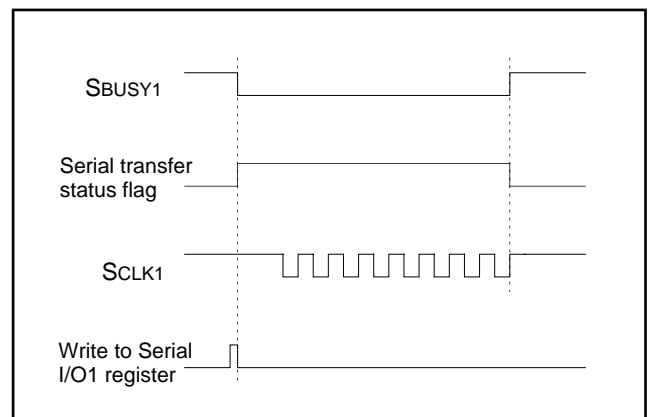 SBUSY1
Serial transfer
status flag
SCLK1
Write to Serial
I/O1 register